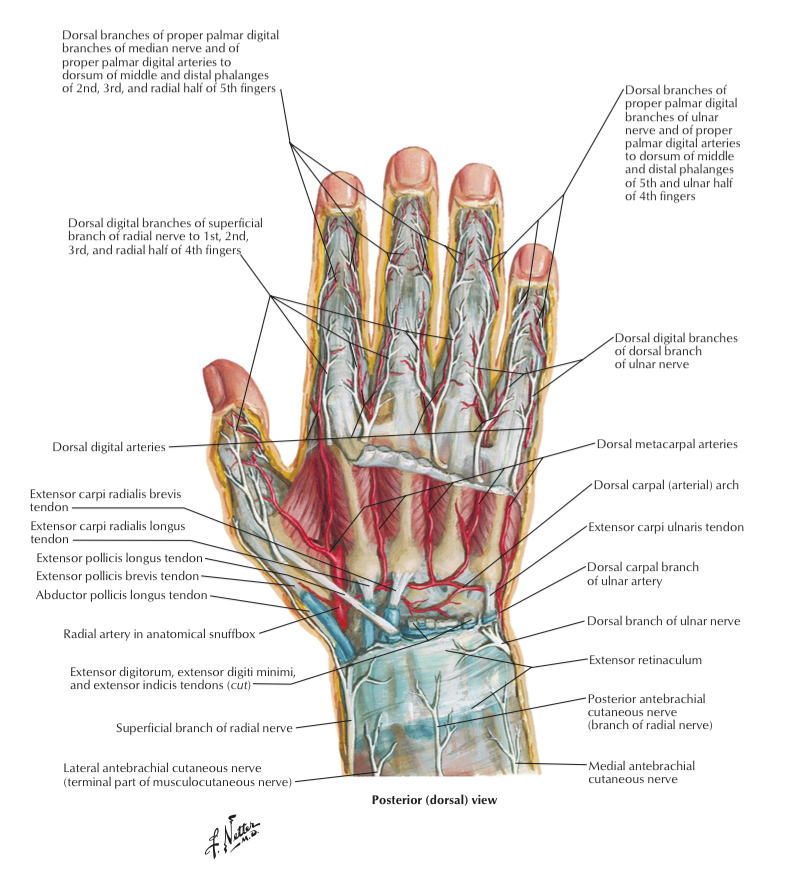 Dorsal branches of proper palmar digital
branches of median nerve and of
proper palmar digital arteries to
dorsum of middle and distal phalanges
of 2nd, 3rd, and radial half of 5th fingers
Dorsal branches of
proper palmar digital
branches of ulnar
nerve and of proper
palmar digital arteries
to dorsum of middle
and distal phalanges
of 5th and ulnar half
of 4th fingers
Dorsal digital branches of superficial
branch of radial nerve to 1st, 2nd,
3rd, and radial half of 4th fingers
Dorsal digital branches
of dorsal branch
of ulnar nerve
Dorsal digital arteries
Dorsal metacarpal arteries
Extensor carpi radialis brevis
tendon
Dorsal carpal (arterial) arch
Extensor carpi radialis longus
tendon
Extensor carpi ulnaris tendon
Extensor pollicis longus tendon
Extensor pollicis brevis tendon
Abductor pollicis longus tendon
Dorsal carpal branch
of ulnar artery
Radial artery in anatomical snuffbox
Dorsal branch of ulnar nerve
Extensor digitorum, extensor digiti minimi,
and extensor indicis tendons (cut)
Extensor retinaculum
Superficial branch of radial nerve
Posterior antebrachial
cutaneous nerve
(branch of radial nerve)
Lateral antebrachial cutaneous nerve
(terminal part of musculocutaneous nerve)
Medial antebrachial
cutaneous nerve
Posterior (dorsal) view
F. Netter
M.D.